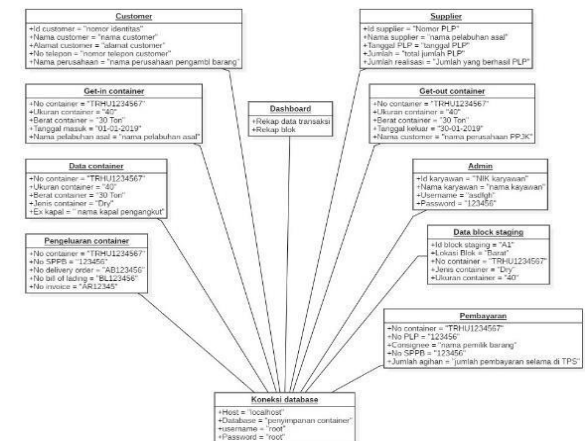 Customer
+Id customer = "nomor identitas"
+Nama customer = "nama customer"
+Alamat customer = "alamat customer"
+No telepon = "nomor telepon customer"
+Nama perusahaan = "nama perusahaan pengambl barang"
Supplier
+Id supplier = "Nomor PLP"
+Nama supplier = "nama pelabuhan asal"
+Tanggal PLP = "tanggal PLP"
+Jumlah = "total jumlah PLP"
+Jumlah realisasi = "Jumlah yang berhasil PLP"
Get-in container
+No container = "TRHU1234567"
+Ukuran container = "40"
+Berat container = "30 Ton"
+Tanggal masuk = "01-01-2019"
+Nama pelabuhan asal = "nama pelabuhan asal"
Dashboard
+Rekap data transaksi
+Rekap blok
Get-out container
+No container = "TRHU1234567"
+Ukuran container = "40"
+Berat container = "30 Ton"
+Tanggal keluar = "30-01-2019"
+Nama customer = "nama perusahaan PPJK"
Data container
+No container = "TRHU1234567"
+Ukuran container = "40"
+Berat container = "30 Ton"
+Jenis container = "Dry"
+Ex kapal = " nama kapal pengangkut"
Admin
+Id karyawan = "NIK karyawan"
+Nama karyawan = "nama kayawan"
+Username = "asdfgh"
+Password = "123456"
Pengeluaran container
+No container = "TRHU1234567"
+No SPPB = "123456"
+No delivery order = "AB123456"
+No bill of lading = "BL123456"
+No invoice = "AR12345"
Data block staging
+Id block staging = "A1"
+Lokasi Blok = "Barat"
+No container = "TRHU1234567"
+Jenis container = "Dry"
+Ukuran container = "40"
Pembayaran
+No container = "TRHU1234567"
+No PLP = "123456"
+Consignee = "nama pemilik barang"
+No SPPB = "123456"
+Jumlah agihan = "jumlah pembayaran selama di TPS"
Koneksi database
+Host = "localhost"
+Database = "penyimpanan container"
+username = "root"
+Password = "root"